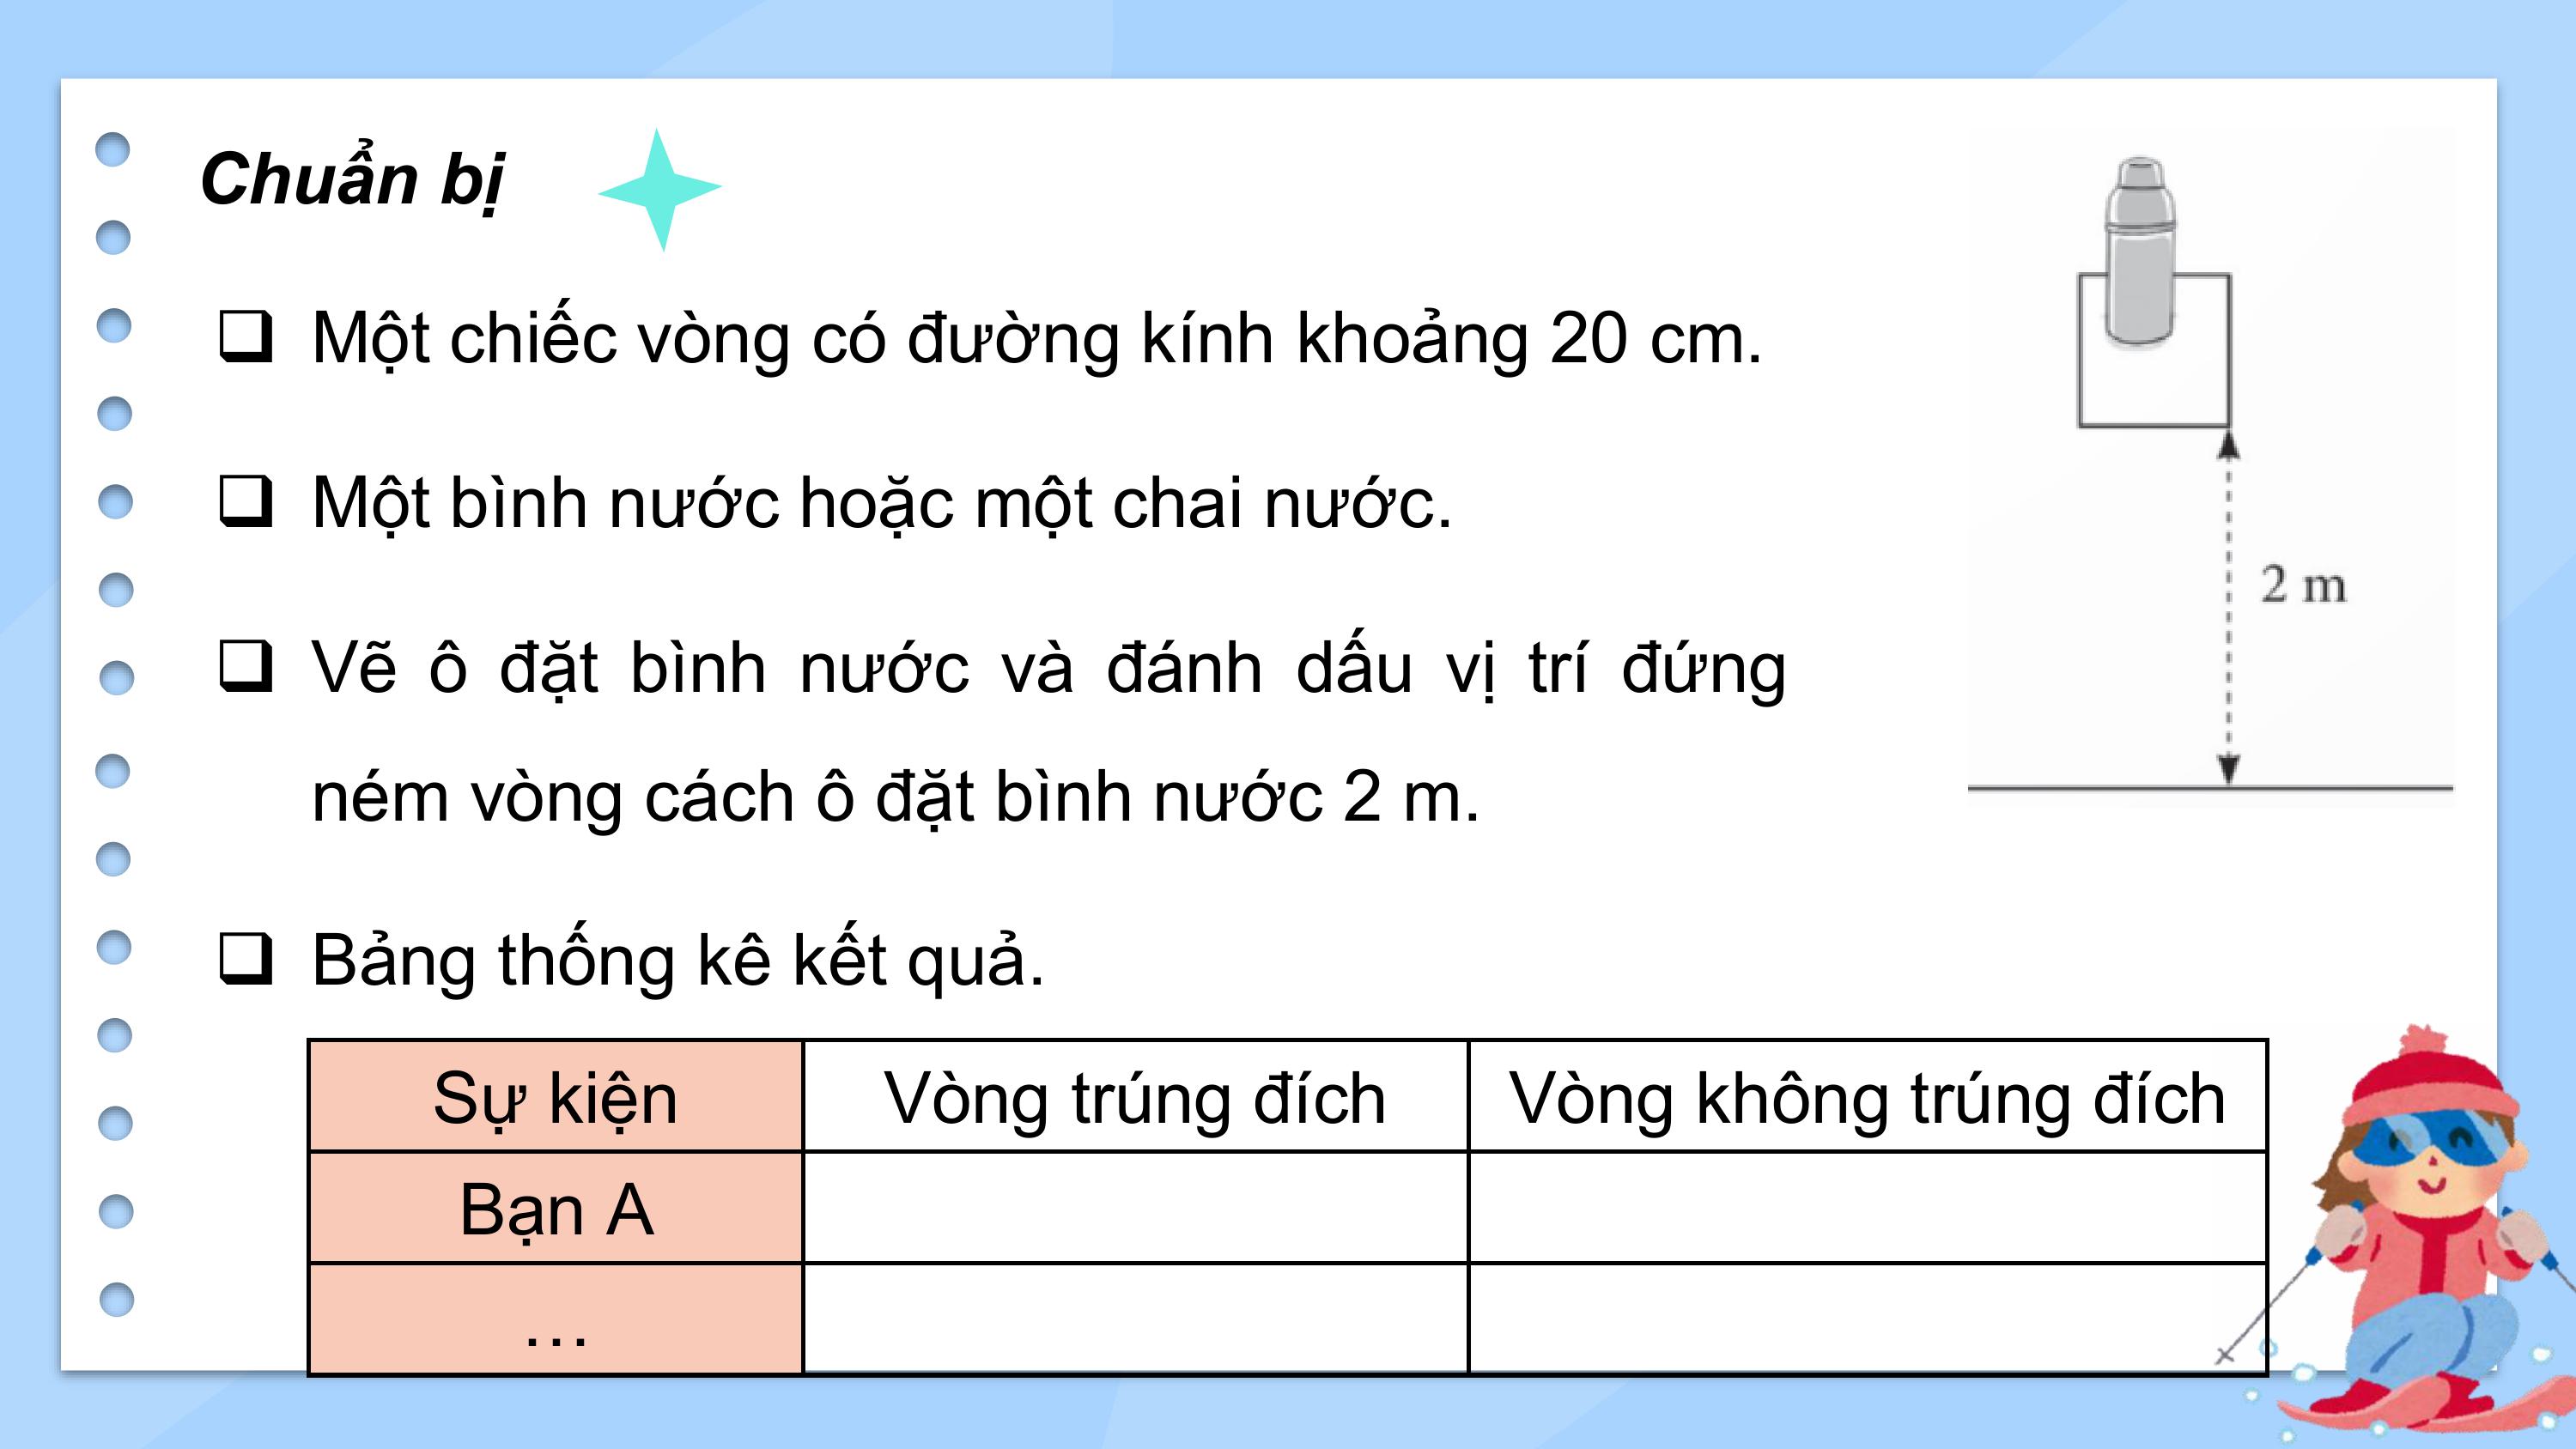 Chuẩn bị
❑ Một chiếc vòng có đường kính khoảng 20 cm.
❑ Một bình nước hoặc một chai nước.
❑ Vẽ ô đặt bình nước và đánh dấu vị trí đứng
ném vòng cách ô đặt bình nước 2 m.
2 m
❑ Bảng thống kê kết quả.
Sự kiện Vòng trúng đích Vòng không trúng đích
Bạn A
…